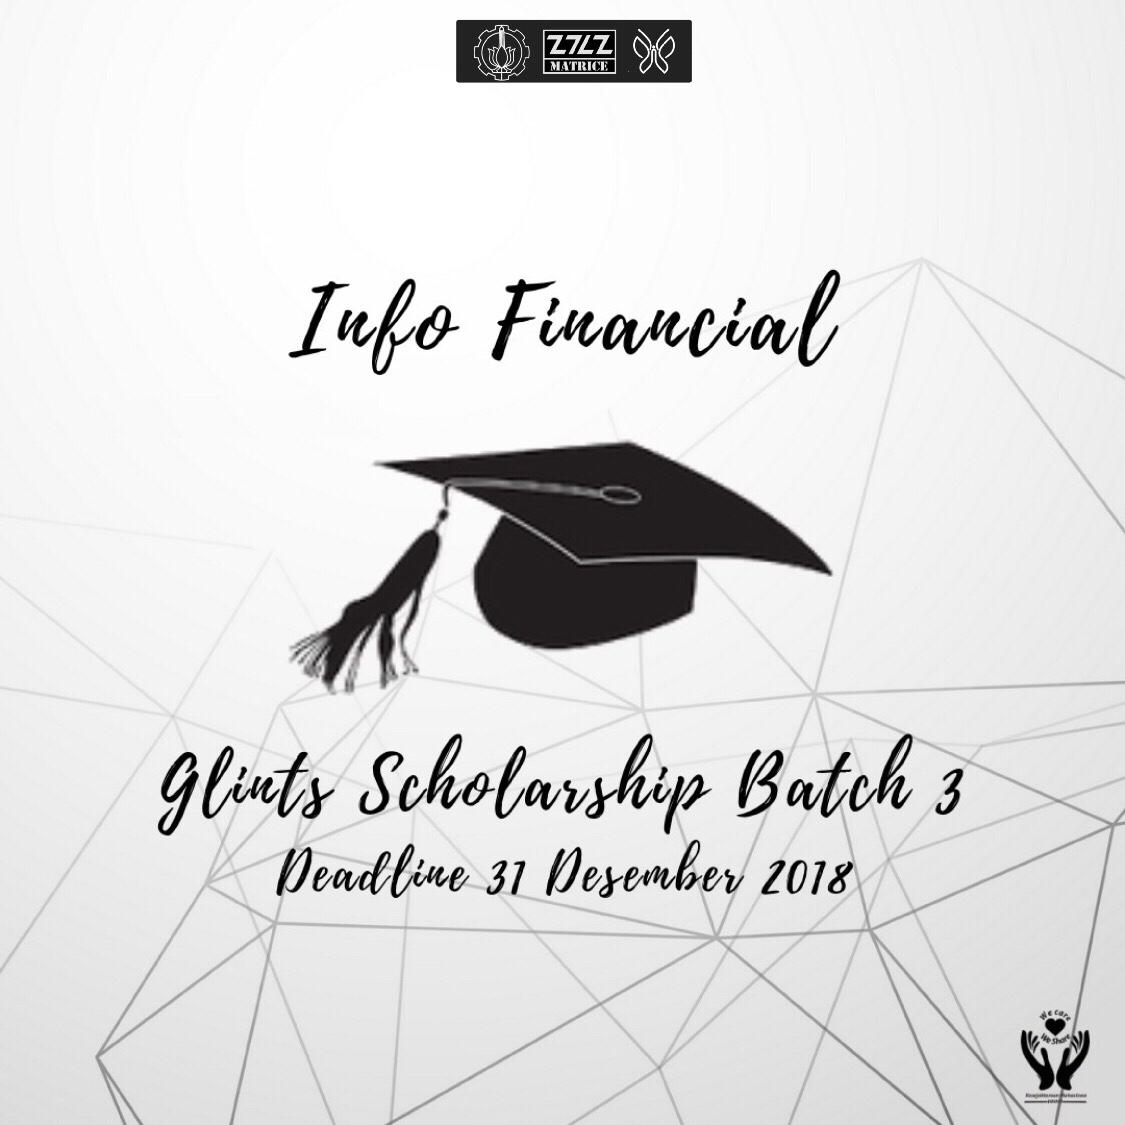 MATRICE
Info Financial
Glints Scholarship Batch 3
Deadline 31 Desember 2018
We care
We Share